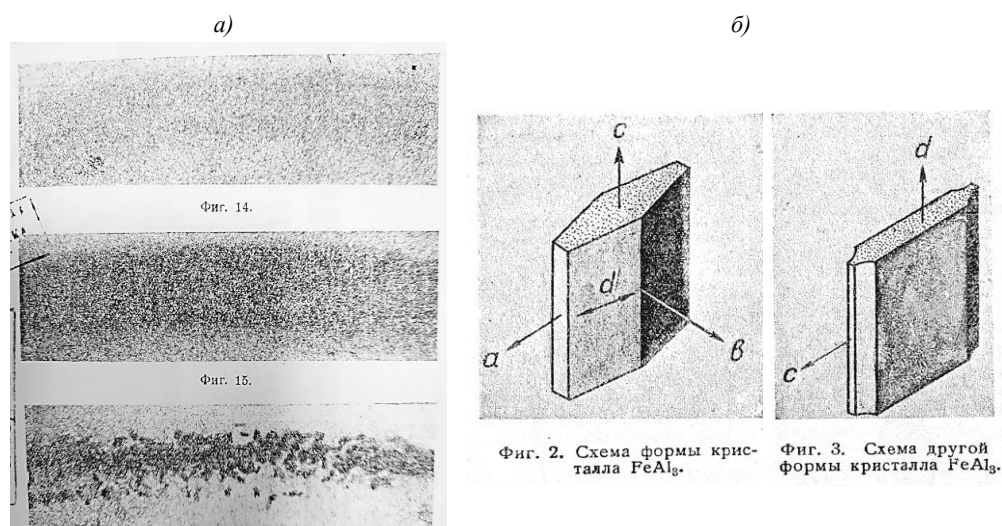 а)
б)
Фиг. 14.
Фиг. 15.
c
d
a
в
d
c
Фиг. 2. Схема формы крис-
талла FeAl₃.
Фиг. 3. Схема другой
формы кристалла FeAl₃.